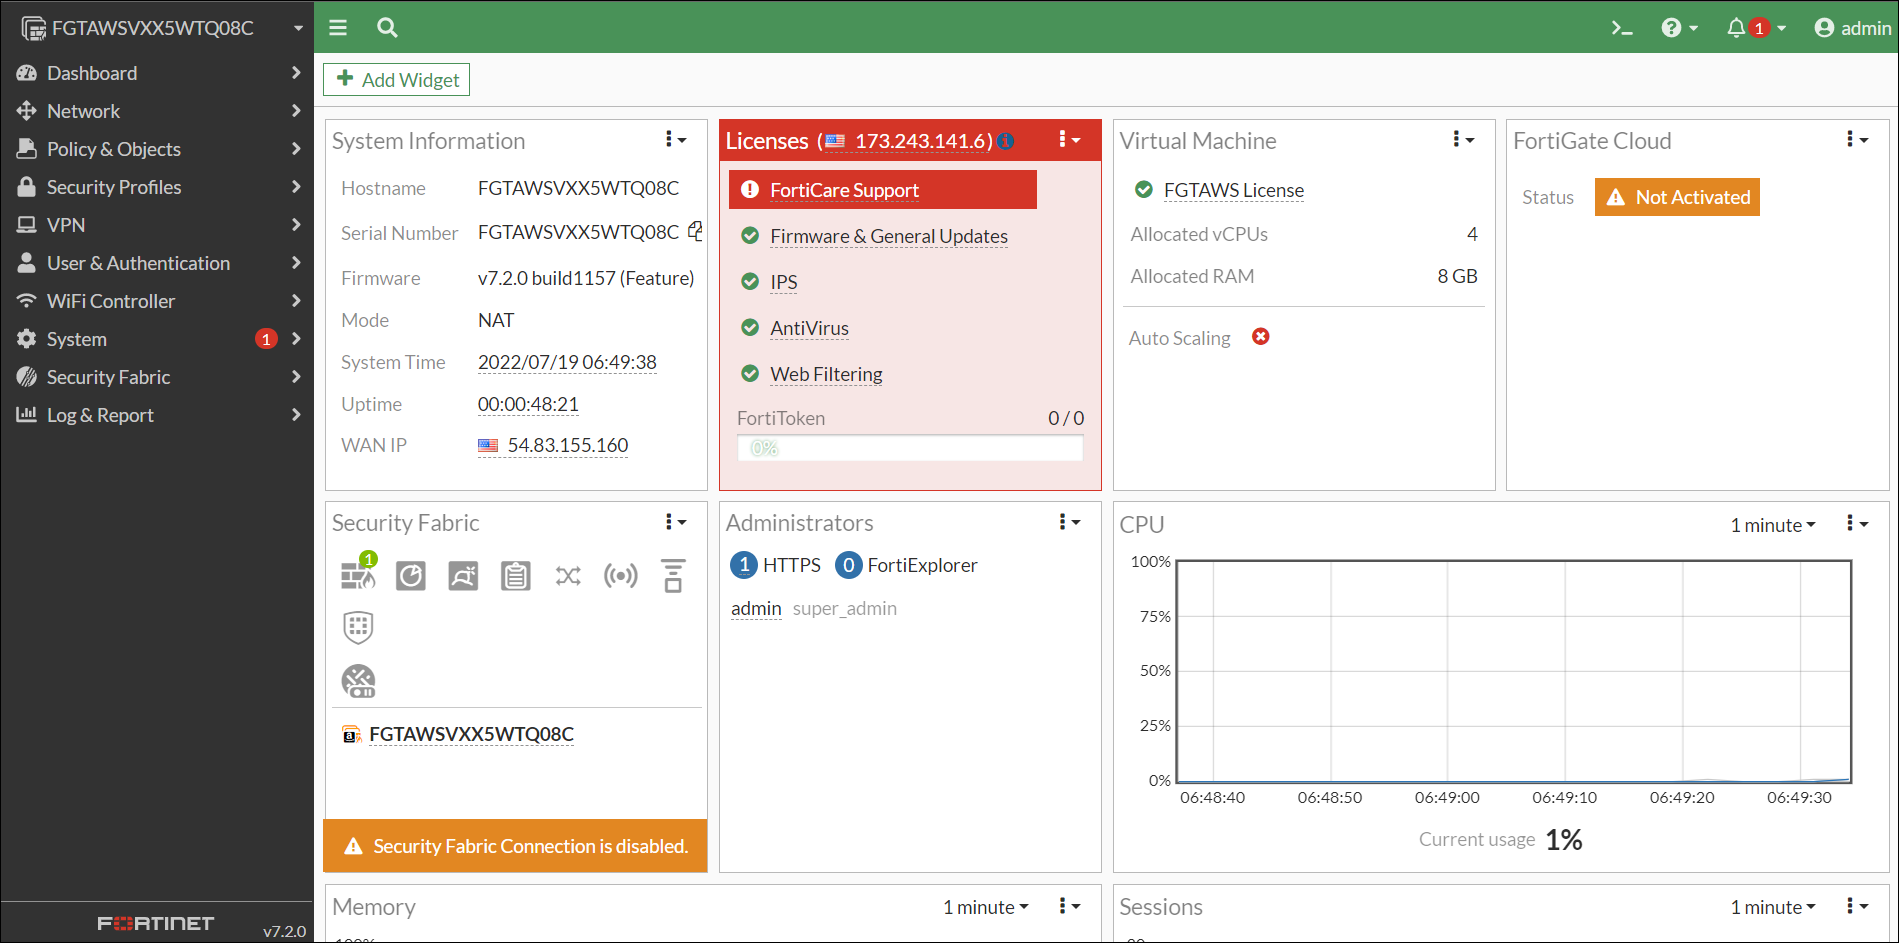 FGTAWSVXX5WTQ08C
1
admin
Dashboard
Network
Policy & Objects
Security Profiles
VPN
User & Authentication
WiFi Controller
System 1
Security Fabric
Log & Report
FORTINET
v7.2.0
Add Widget
System Information
Hostname FGTAWSVXX5WTQ08C
Serial Number FGTAWSVXX5WTQ08C
Firmware v7.2.0 build1157 (Feature)
Mode NAT
System Time 2022/07/19 06:49:38
Uptime 00:00:48:21
WAN IP 54.83.155.160
Licenses (173.243.141.6)
FortiCare Support
Firmware & General Updates
IPS
AntiVirus
Web Filtering
FortiToken 0 / 0
0%
Virtual Machine
FGTAWS License
Allocated vCPUs 4
Allocated RAM 8 GB
Auto Scaling
FortiGate Cloud
Status Not Activated
Security Fabric
1
FGTAWSVXX5WTQ08C
Security Fabric Connection is disabled.
Administrators
1 HTTPS 0 FortiExplorer
admin super_admin
CPU 1 minute
100%
75%
50%
25%
0%
06:48:40 06:48:50 06:49:00 06:49:10 06:49:20 06:49:30
Current usage 1%
Memory 1 minute
100%
Sessions 1 minute